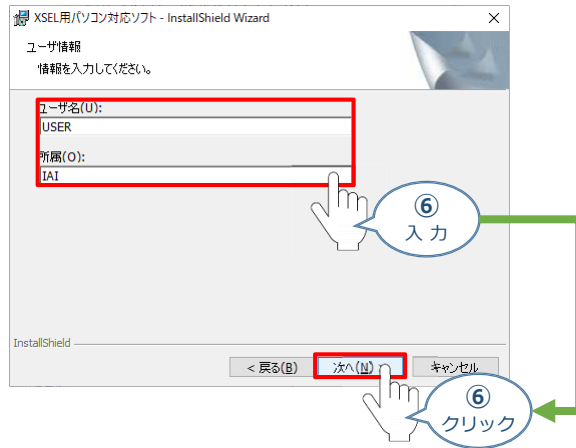 XSEL用パソコン対応ソフト - InstallShield Wizard
ユーザ情報
情報を入力してください。
ユーザ名(U):
USER
所属(O):
IAI
⑥
入力
InstallShield
< 戻る(B)
次へ(N) >
キャンセル
⑥
クリック